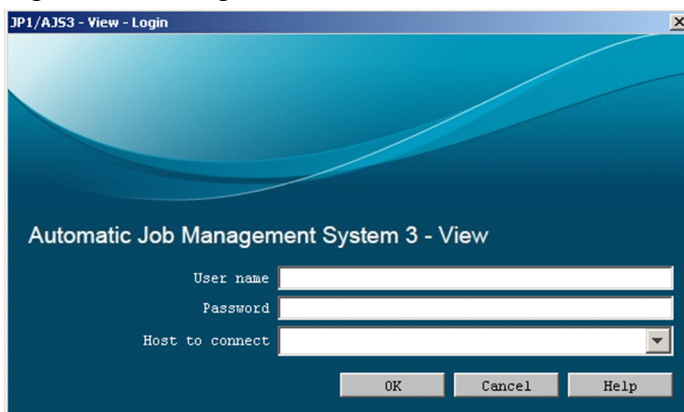 JP1/AJS3 - View - Login
Automatic Job Management System 3 - View
User name
Password
Host to connect
OK Cancel Help